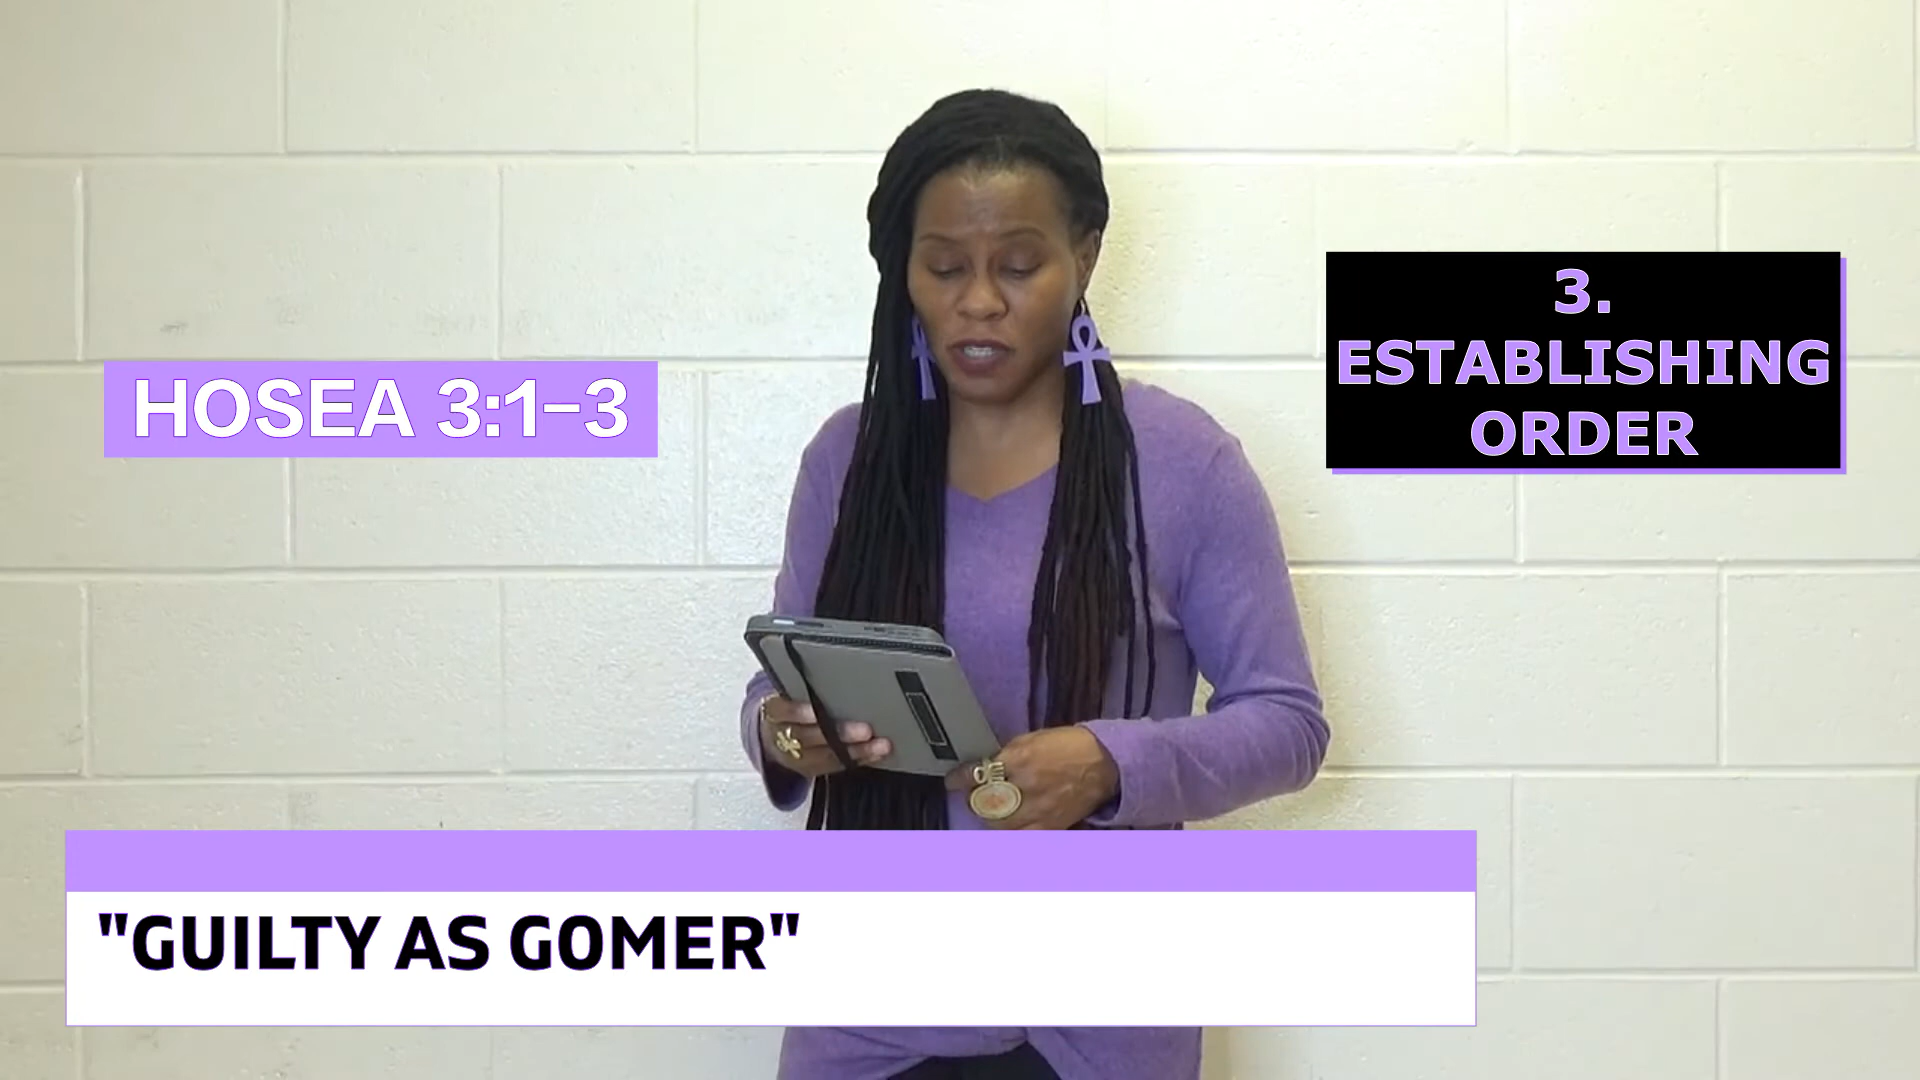 HOSEA 3:1–3
3.
ESTABLISHING
ORDER
"GUILTY AS GOMER"